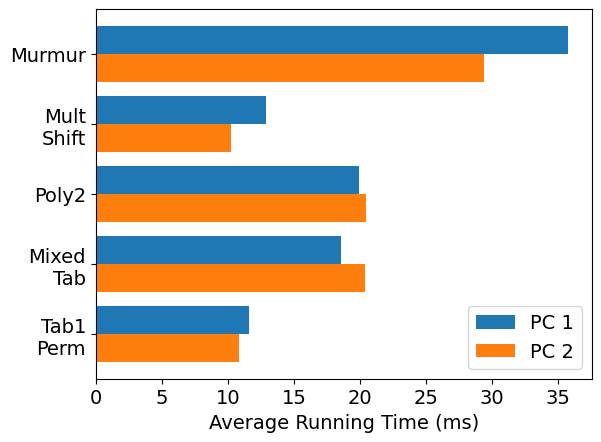 Murmur
Mult
Shift
Poly2
Mixed
Tab
Tab1
Perm
PC 1
PC 2
0 5 10 15 20 25 30 35
Average Running Time (ms)